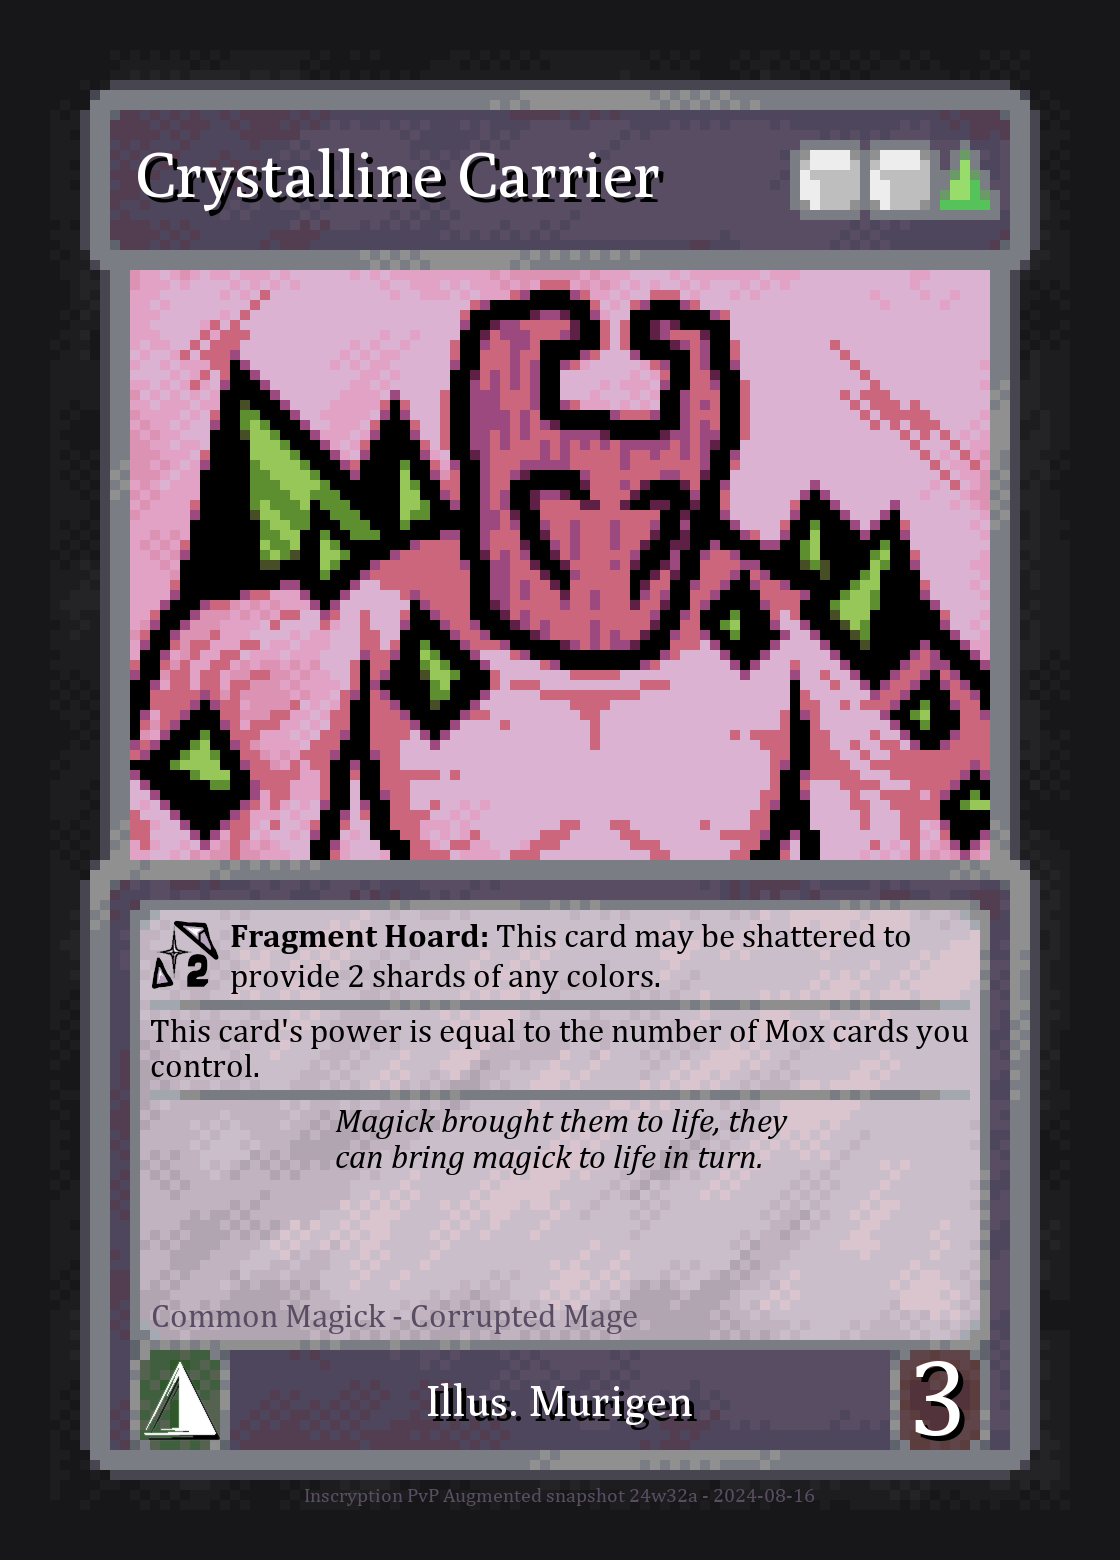 Crystalline Carrier
2
Fragment Hoard: This card may be shattered to
provide 2 shards of any colors.
This card's power is equal to the number of Mox cards you
control.
Magick brought them to life, they
can bring magick to life in turn.
Common Magick - Corrupted Mage
Illus. Murigen
3
Inscryption PvP Augmented snapshot 24w32a - 2024-08-16